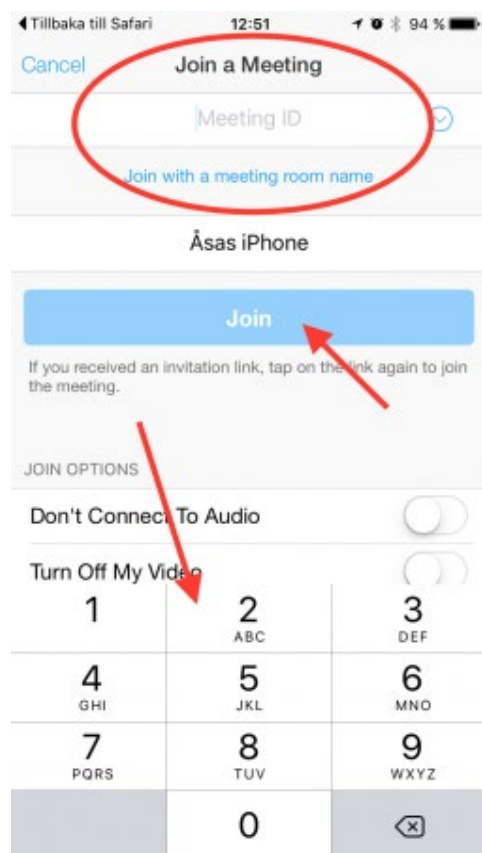 Tillbaka till Safari 12:51 94 %
Cancel Join a Meeting
Meeting ID
Join with a meeting room name
Åsas iPhone
Join
If you received an invitation link, tap on the link again to join
the meeting.
JOIN OPTIONS
Don't Connect To Audio
Turn Off My Video
1 2 3
ABC DEF
4 5 6
GHI JKL MNO
7 8 9
PQRS TUV WXYZ
0